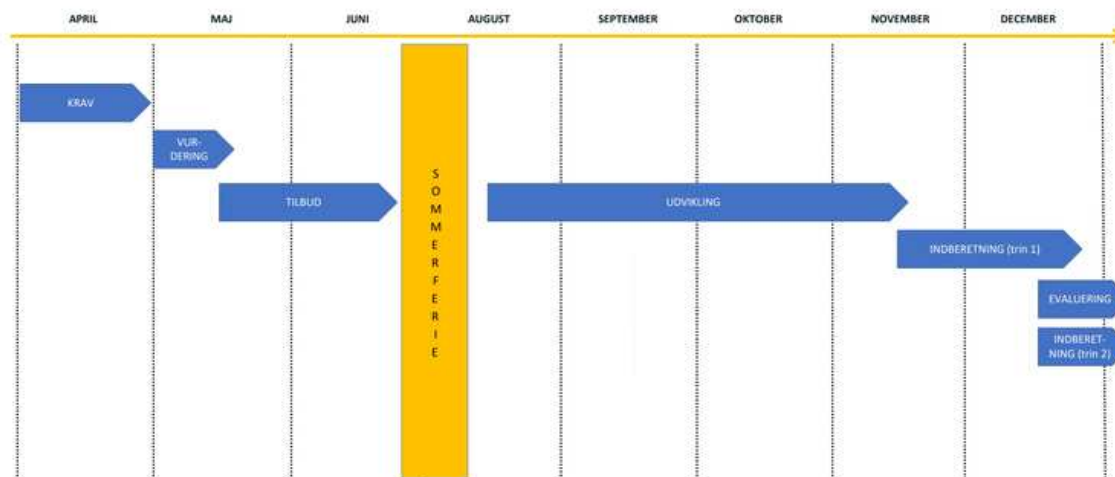 APRIL MAJ JUNI AUGUST SEPTEMBER OKTOBER NOVEMBER DECEMBER
KRAV
VUR-
DERING
TILBUD
S
O
M
M
E
R
F
E
R
I
E
UDVIKLING
INDBERETNING (trin 1)
EVALUERING
INDBERET-
NING (trin 2)